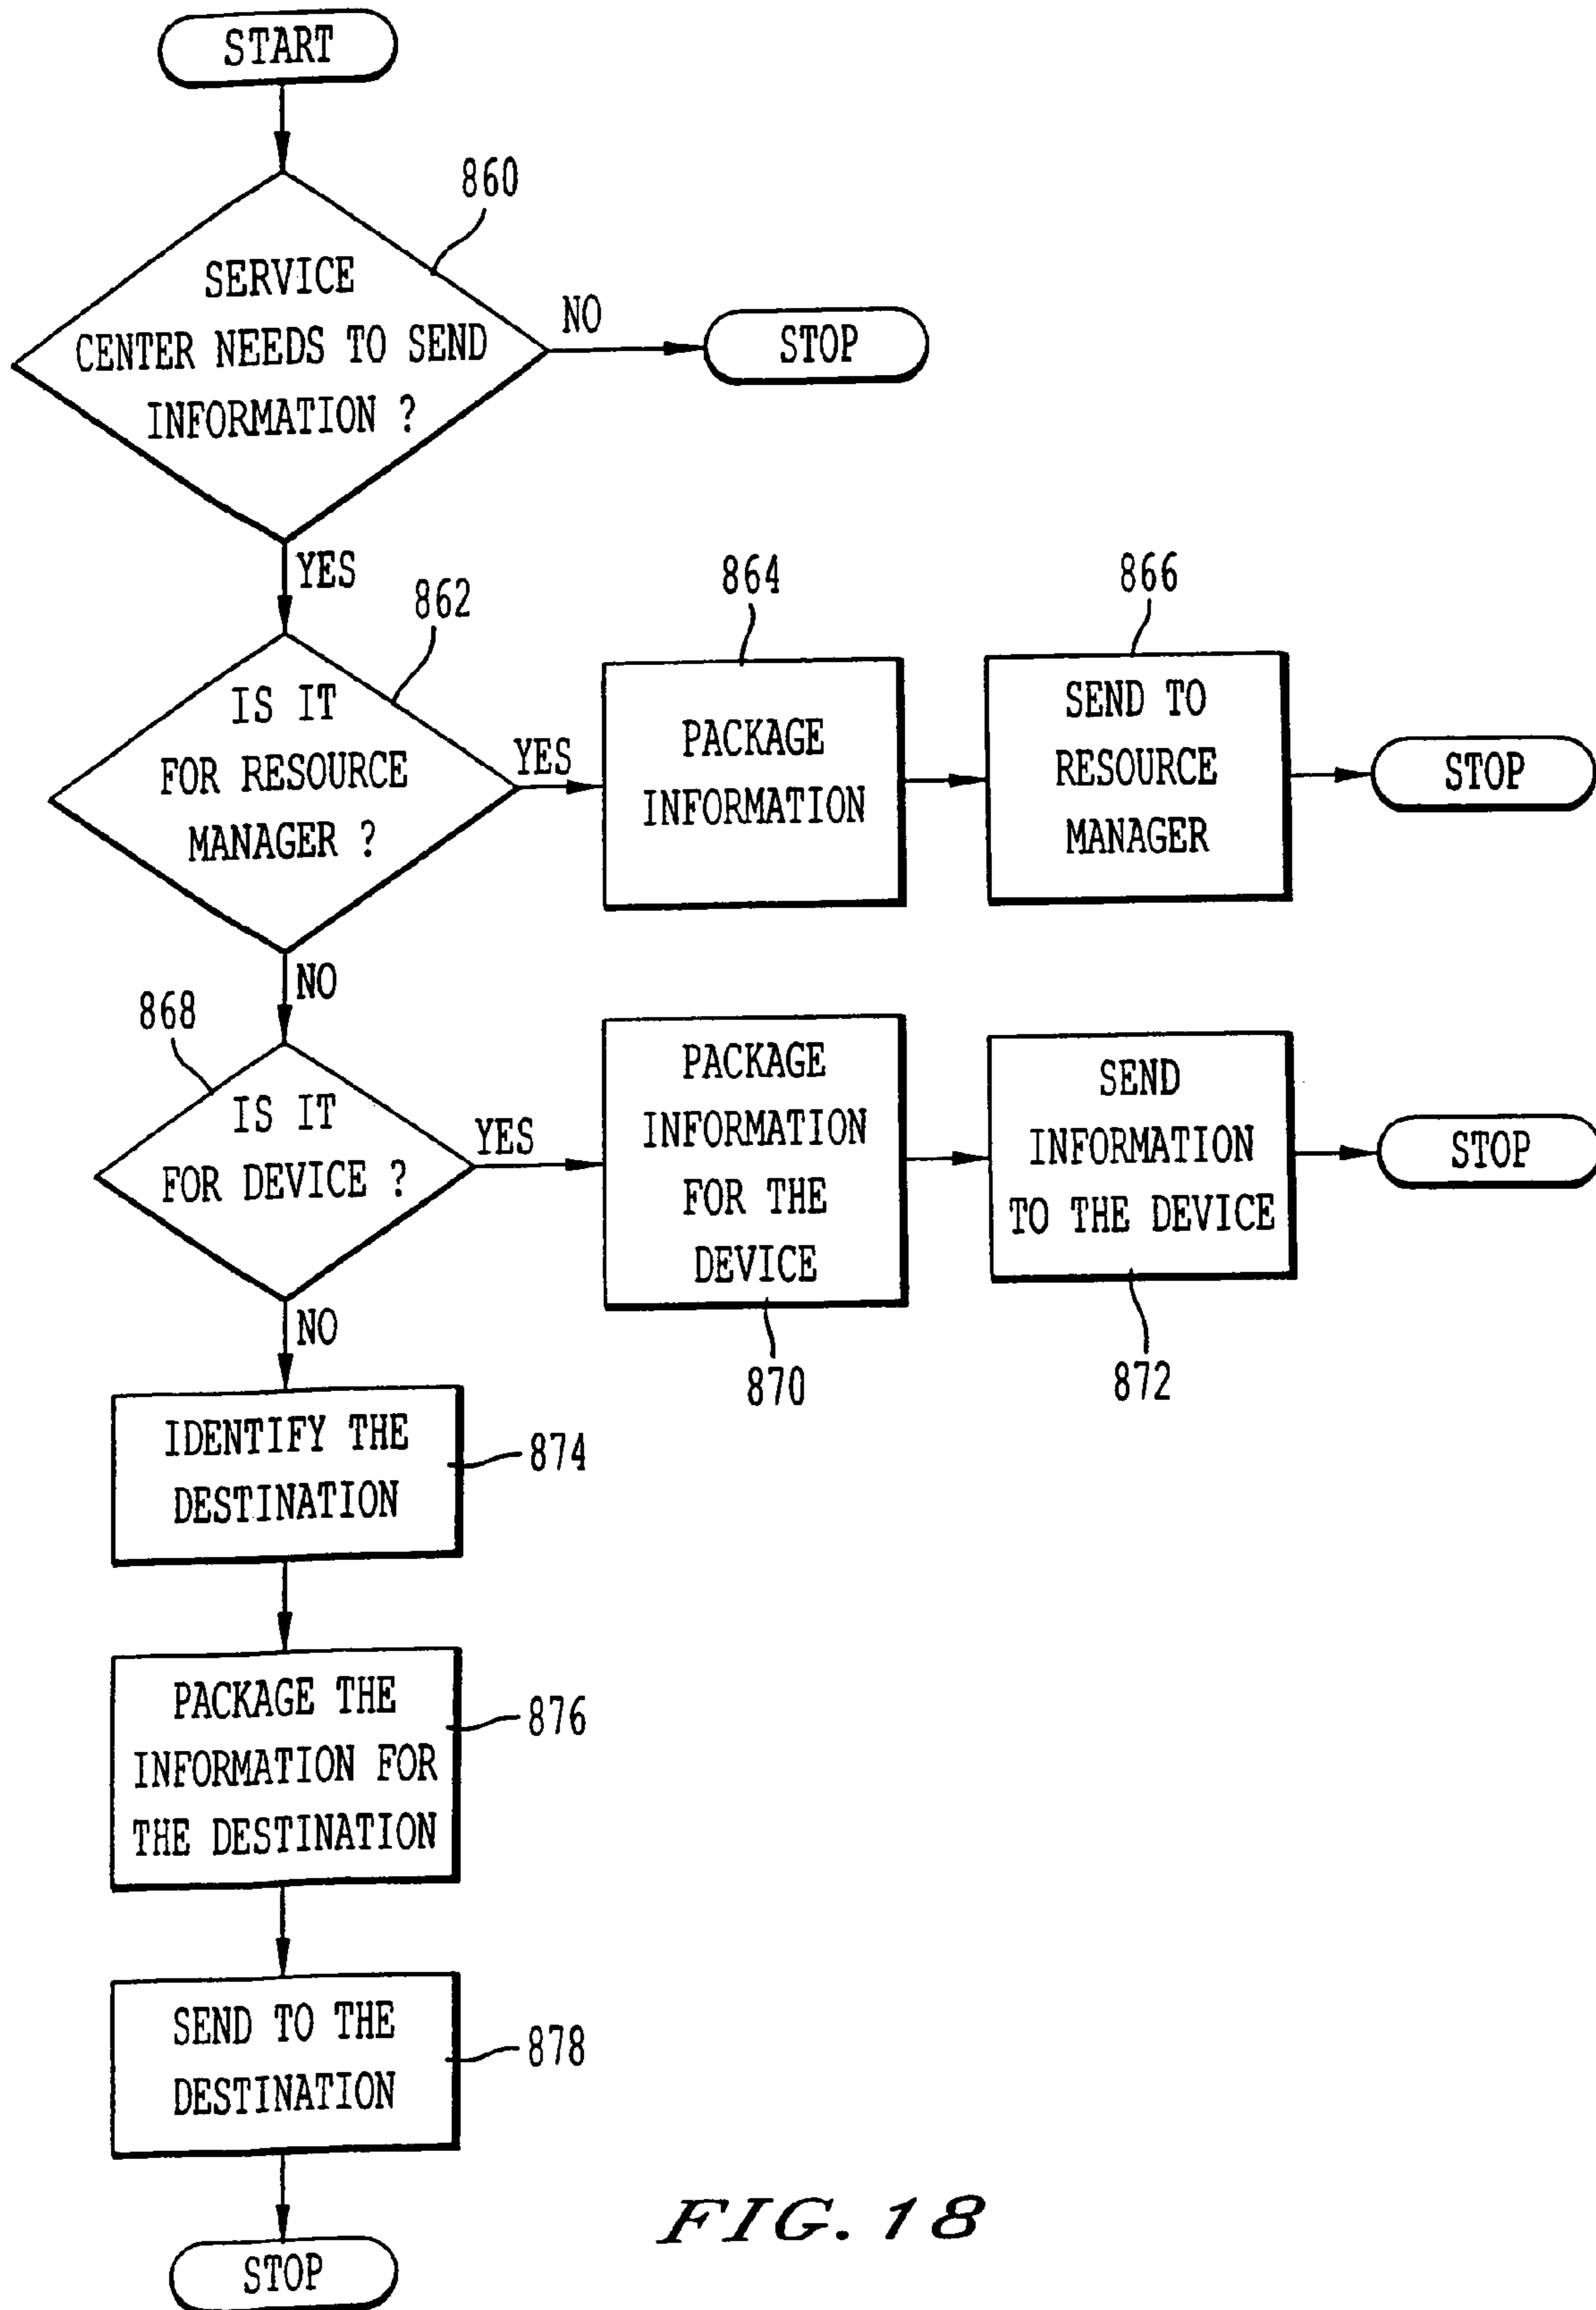 START
860
SERVICE
CENTER NEEDS TO SEND
INFORMATION ?
NO
STOP
YES
862
IS IT
FOR RESOURCE
MANAGER ?
YES
864
PACKAGE
INFORMATION
866
SEND TO
RESOURCE
MANAGER
STOP
NO
868
IS IT
FOR DEVICE ?
YES
PACKAGE
INFORMATION
FOR THE
DEVICE
870
SEND
INFORMATION
TO THE DEVICE
872
STOP
NO
IDENTIFY THE
DESTINATION
874
PACKAGE THE
INFORMATION FOR
THE DESTINATION
876
SEND TO THE
DESTINATION
878
STOP
FIG. 18